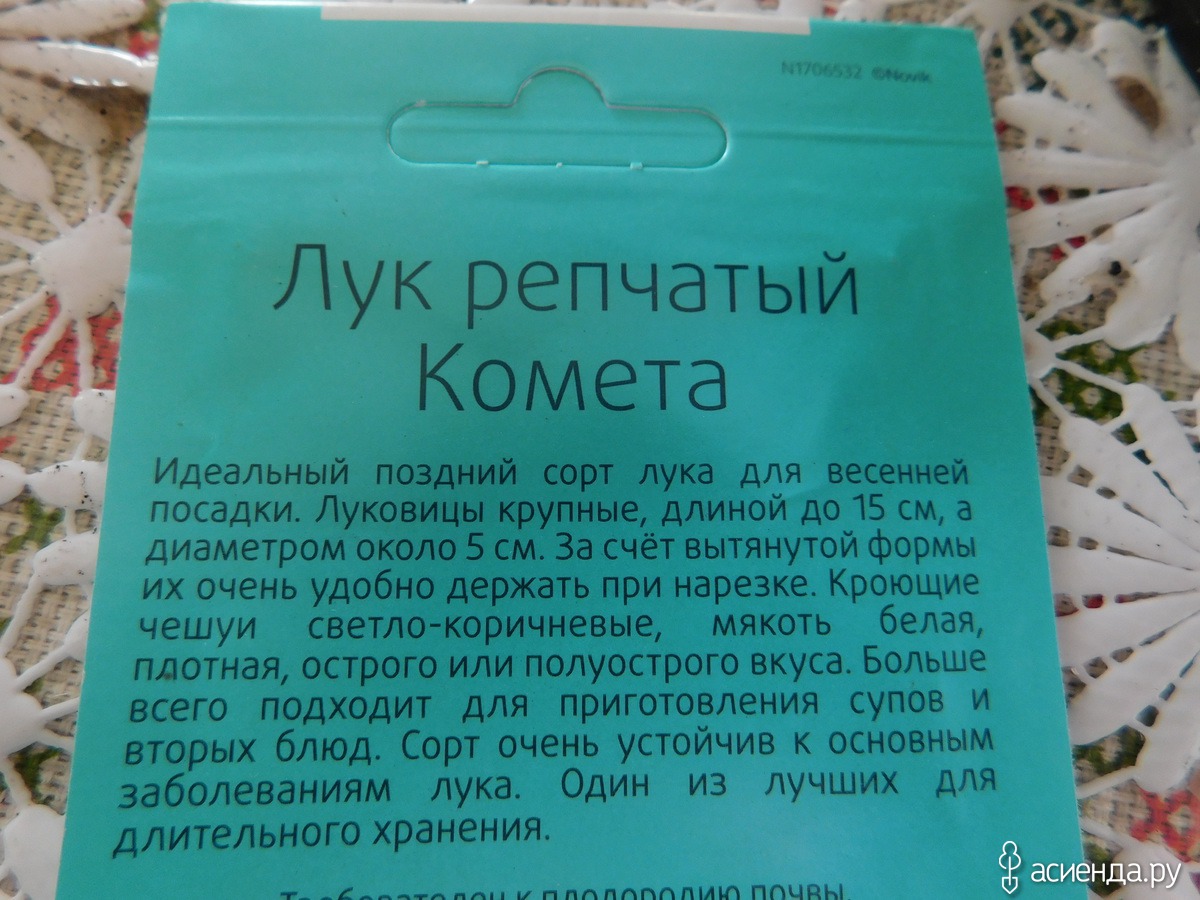 N1706532 ©Novik
Лук репчатый
Комета
Идеальный поздний сорт лука для весенней
посадки. Луковицы крупные, длиной до 15 см, а
диаметром около 5 см. За счёт вытянутой формы
их очень удобно держать при нарезке. Кроющие
чешуи светло-коричневые, мякоть белая,
плотная, острого или полуострого вкуса. Больше
всего подходит для приготовления супов и
вторых блюд. Сорт очень устойчив к основным
заболеваниям лука. Один из лучших для
длительного хранения.
Требователен к плодородию почвы.
асиенда.ру